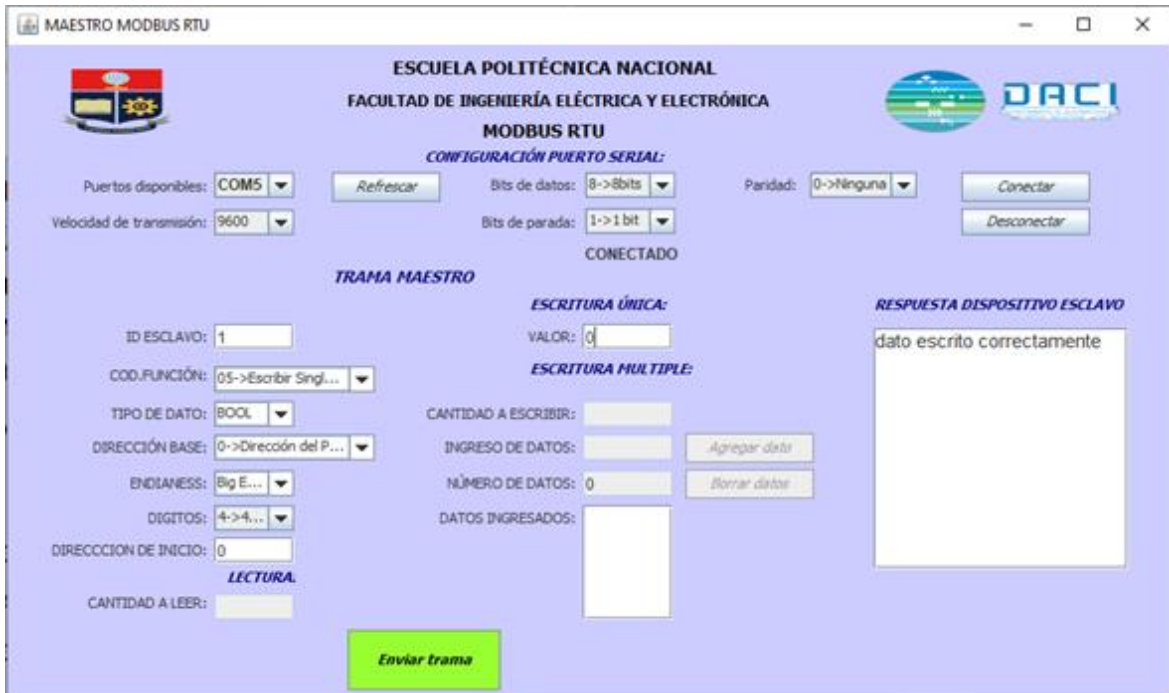 MAESTRO MODBUS RTU
ESCUELA POLITÉCNICA NACIONAL
FACULTAD DE INGENIERÍA ELÉCTRICA Y ELECTRÓNICA
MODBUS RTU
DACI
CONFIGURACIÓN PUERTO SERIAL:
Puertos disponibles: COM5 Refrescar Bits de datos: 8->8bits Paridad: 0->Ninguna Conectar
Velocidad de transmisión: 9600 Bits de parada: 1->1 bit Desconectar
CONECTADO
TRAMA MAESTRO
ESCRITURA ÚNICA: RESPUESTA DISPOSITIVO ESCLAVO
ID ESCLAVO: 1 VALOR: 0 dato escrito correctamente
COD.FUNCIÓN: 05->Escribir Singl... ESCRITURA MULTIPLE:
TIPO DE DATO: BOOL CANTIDAD A ESCRIBIR:
DIRECCIÓN BASE: 0->Dirección del P... INGRESO DE DATOS: Agregar dato
ENDIANESS: Big E... NÚMERO DE DATOS: 0 Borrar datos
DIGITOS: 4->4... DATOS INGRESADOS:
DIRECCCION DE INICIO: 0
LECTURA.
CANTIDAD A LEER:
Enviar trama